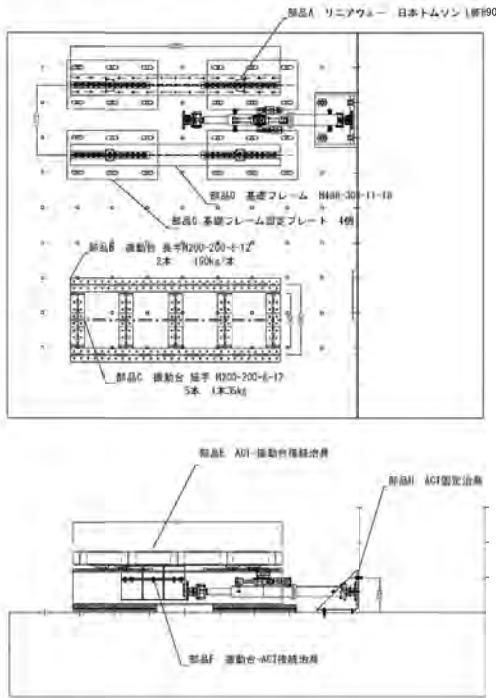 部品A リニアウェー 日本トムソン
部品D 基礎フレーム
部品G 基礎フレーム固定プレート 4個
部品B 振動台 長手H200-200-8-12
2本 190kg/本
部品C 振動台 短手 H200-200-8-12
5本 1本35kg
部品E ACT-振動台接続治具
部品H ACT固定治具
部品F 振動台-ACT接続治具